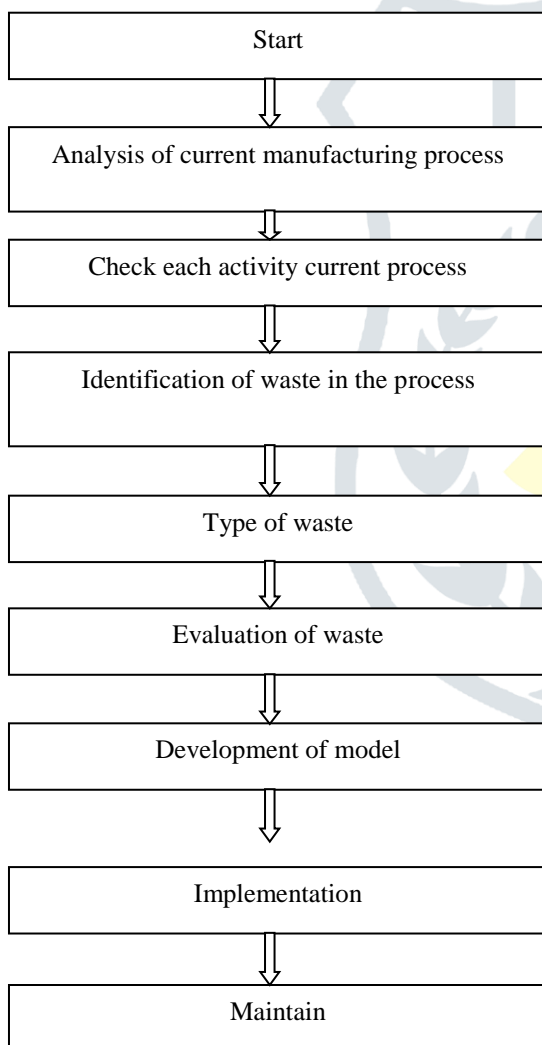 Start
Analysis of current manufacturing process
Check each activity current process
Identification of waste in the process
Type of waste
Evaluation of waste
Development of model
Implementation
Maintain